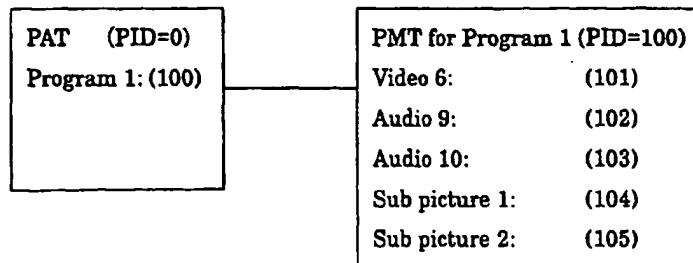 PAT (PID=0)
Program 1: (100)
PMT for Program 1 (PID=100)
Video 6: (101)
Audio 9: (102)
Audio 10: (103)
Sub picture 1: (104)
Sub picture 2: (105)